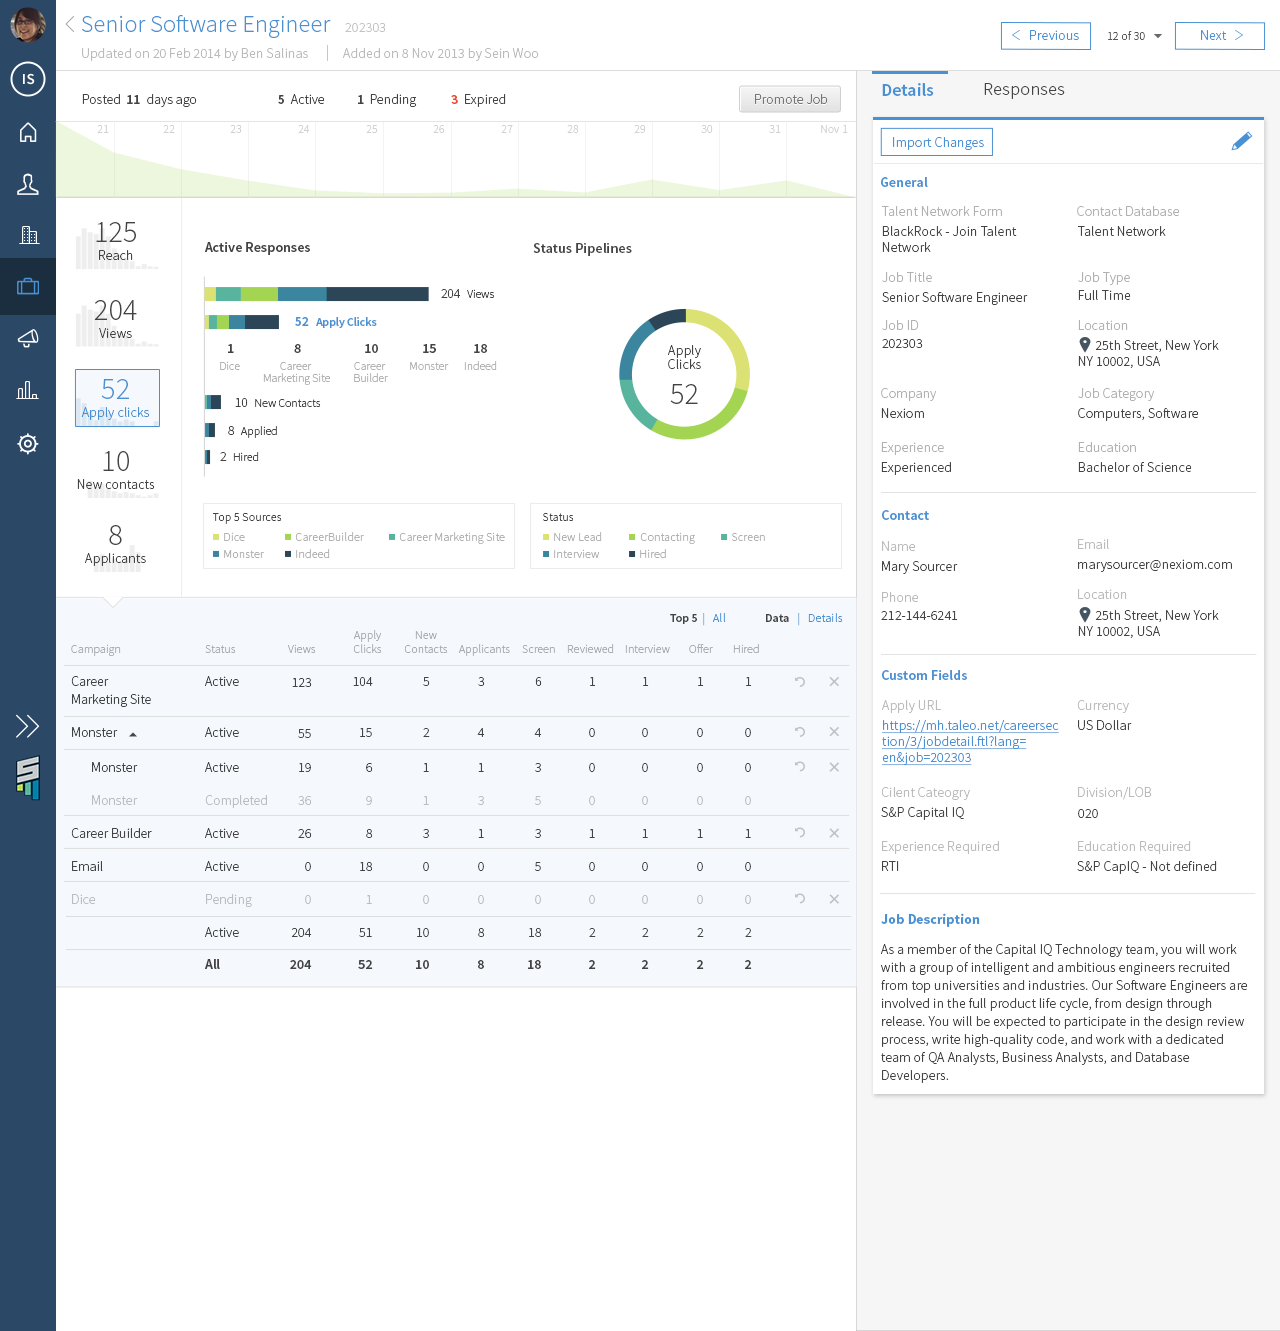 Senior Software Engineer 202303
Updated on 20 Feb 2014 by Ben Salinas | Added on 8 Nov 2013 by Sein Woo
< Previous
12 of 30
Next >
IS
Posted 11 days ago
5 Active
1 Pending
3 Expired
Promote Job
21 22 23 24 25 26 27 28 29 30 31 Nov 1
125
Reach
204
Views
52
Apply clicks
10
New contacts
8
Applicants
Active Responses
204 Views
52 Apply Clicks
1 8 10 15 18
Dice Career Career Monster Indeed
Marketing Site Builder
10 New Contacts
8 Applied
2 Hired
Top 5 Sources
Dice CareerBuilder Career Marketing Site
Monster Indeed
Status Pipelines
Apply
Clicks
52
Status
New Lead Contacting Screen
Interview Hired
Top 5 | All Data | Details
Apply New
Campaign Status Views Clicks Contacts Applicants Screen Reviewed Interview Offer Hired
Career Active 123 104 5 3 6 1 1 1 1
Marketing Site
Monster Active 55 15 2 4 4 0 0 0 0
Monster Active 19 6 1 1 3 0 0 0 0
Monster Completed 36 9 1 3 5 0 0 0 0
Career Builder Active 26 8 3 1 3 1 1 1 1
Email Active 0 18 0 0 5 0 0 0 0
Dice Pending 0 1 0 0 0 0 0 0 0
Active 204 51 10 8 18 2 2 2 2
All 204 52 10 8 18 2 2 2 2
Details Responses
Import Changes
General
Talent Network Form
BlackRock - Join Talent
Network
Contact Database
Talent Network
Job Title
Senior Software Engineer
Job Type
Full Time
Job ID
202303
Location
25th Street, New York
NY 10002, USA
Company
Nexiom
Job Category
Computers, Software
Experience
Experienced
Education
Bachelor of Science
Contact
Name
Mary Sourcer
Email
marysourcer@nexiom.com
Phone
212-144-6241
Location
25th Street, New York
NY 10002, USA
Custom Fields
Apply URL
https://mh.taleo.net/careersec
tion/3/jobdetail.ftl?lang=
en&job=202303
Currency
US Dollar
Cilent Cateogry
S&P Capital IQ
Division/LOB
020
Experience Required
RTI
Education Required
S&P CapIQ - Not defined
Job Description
As a member of the Capital IQ Technology team, you will work
with a group of intelligent and ambitious engineers recruited
from top universities and industries. Our Software Engineers are
involved in the full product life cycle, from design through
release. You will be expected to participate in the design review
process, write high-quality code, and work with a dedicated
team of QA Analysts, Business Analysts, and Database
Developers.